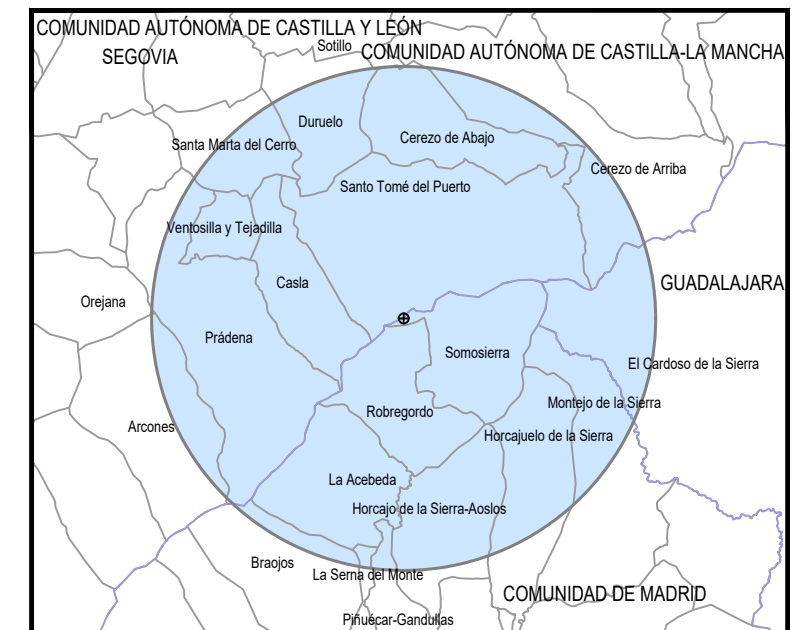 COMUNIDAD AUTÓNOMA DE CASTILLA Y LEÓN
Sotillo
COMUNIDAD AUTÓNOMA DE CASTILLA-LA MANCHA
SEGOVIA
Duruelo
Cerezo de Abajo
Santa Marta del Cerro
Cerezo de Arriba
Santo Tomé del Puerto
Ventosilla y Tejadilla
Casla
GUADALAJARA
Orejana
Prádena
Somosierra
El Cardoso de la Sierra
Montejo de la Sierra
Robregordo
Arcones
Horcajuelo de la Sierra
La Acebeda
Horcajo de la Sierra-Aoslos
Braojos
La Serna del Monte
COMUNIDAD DE MADRID
Piñuécar-Gandullas